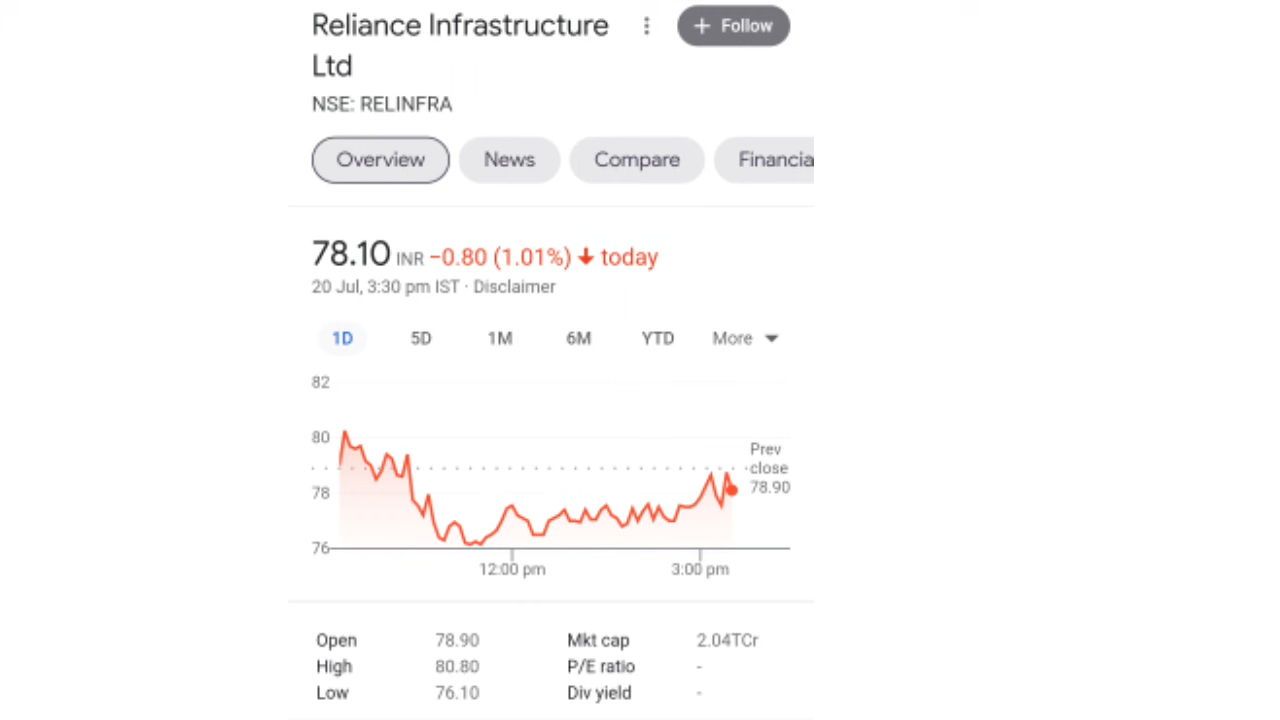 Reliance Infrastructure
Ltd
+ Follow
NSE: RELINFRA
Overview News Compare Financia
78.10 INR −0.80 (1.01%) ↓ today
20 Jul, 3:30 pm IST · Disclaimer
1D 5D 1M 6M YTD More
82
80
78
76
Prev
close
78.90
12:00 pm 3:00 pm
Open 78.90 Mkt cap 2.04TCr
High 80.80 P/E ratio -
Low 76.10 Div yield -